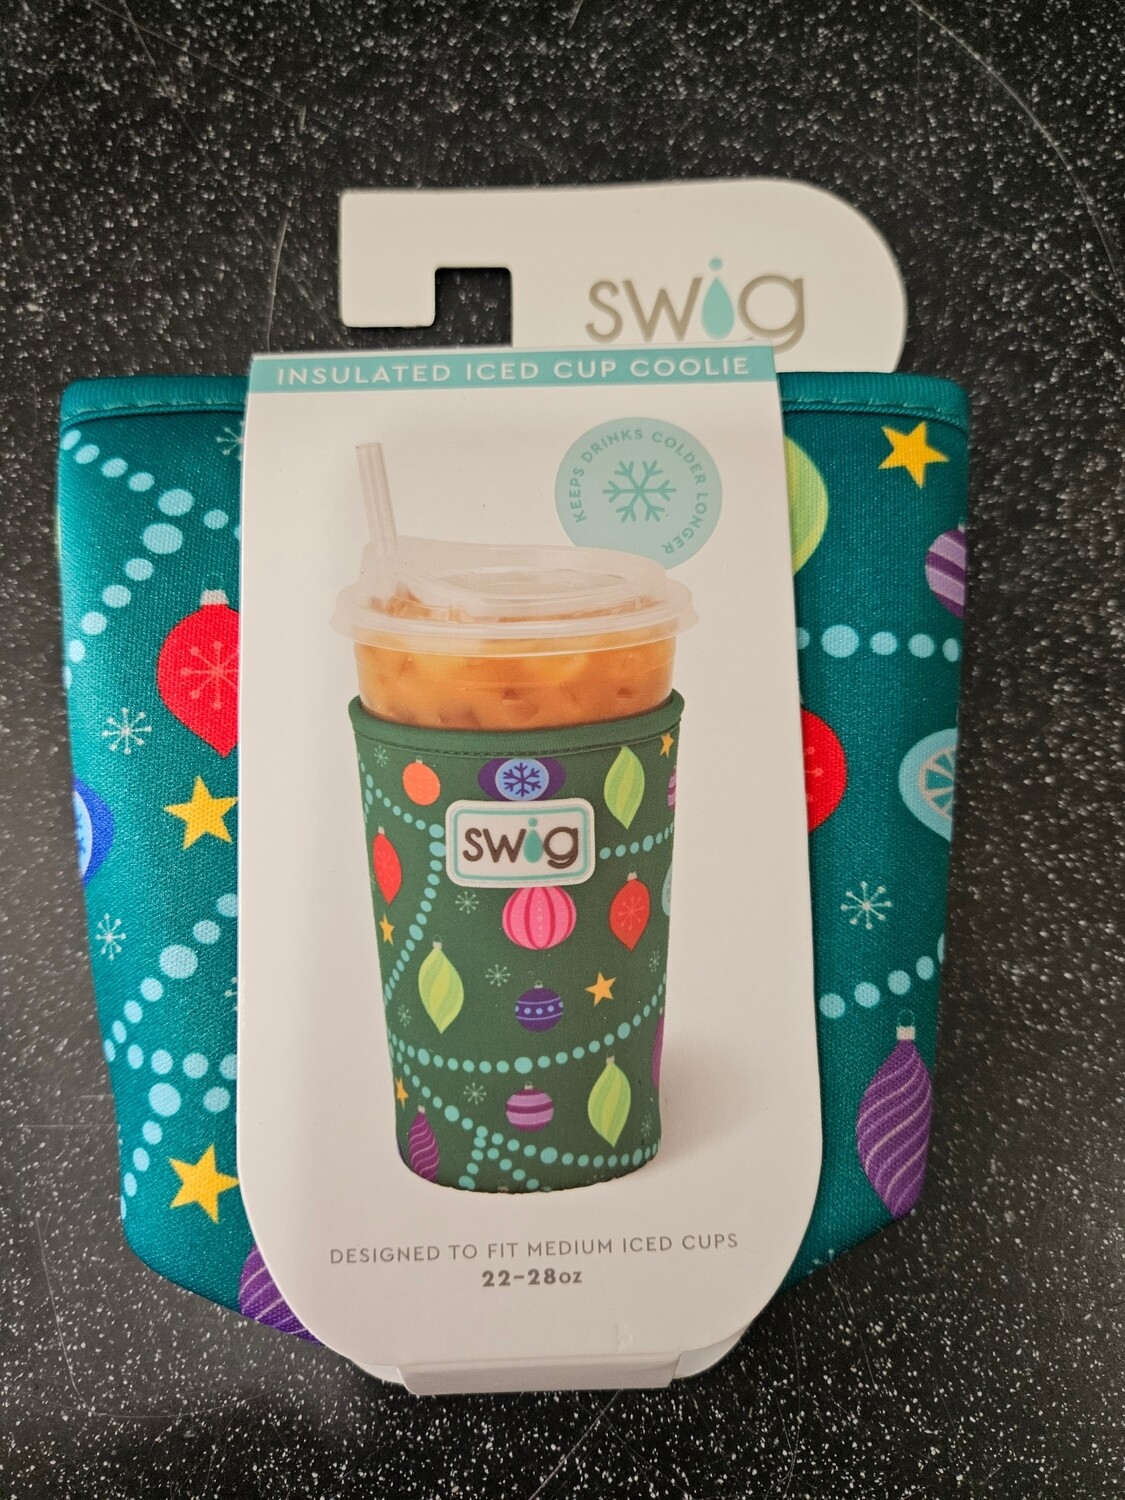 swig
INSULATED ICED CUP COOLIE
KEEPS DRINKS COLDER LONGER
swig
DESIGNED TO FIT MEDIUM ICED CUPS
22-28oz